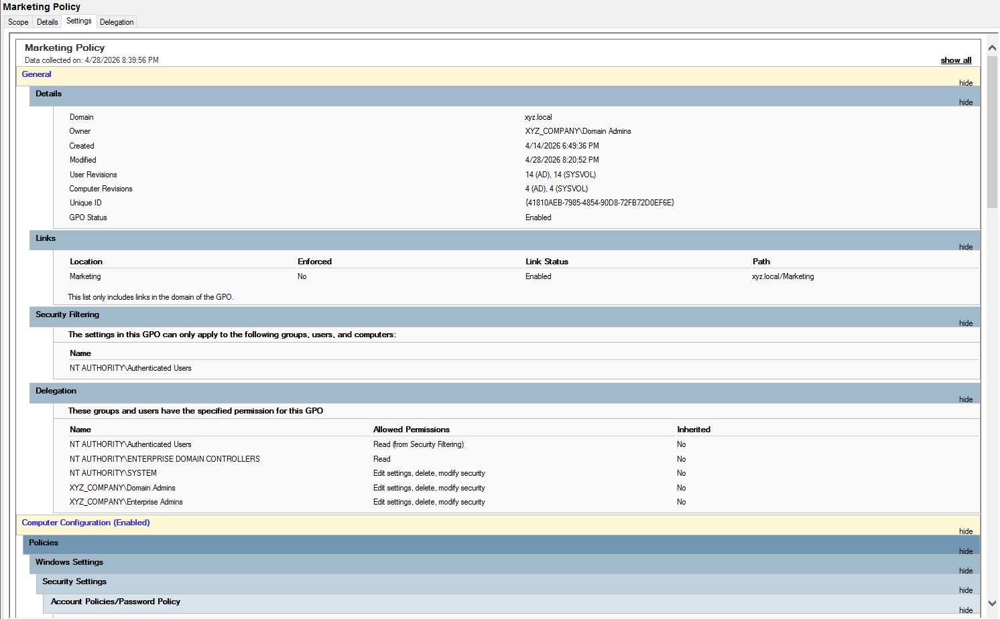 Marketing Policy
Scope Details Settings Delegation
Marketing Policy
Data collected on: 4/28/2026 8:39:56 PM
show all
General
hide
Details
hide
Domain xyz.local
Owner XYZ_COMPANY\Domain Admins
Created 4/14/2026 6:49:36 PM
Modified 4/28/2026 8:20:52 PM
User Revisions 14 (AD), 14 (SYSVOL)
Computer Revisions 4 (AD), 4 (SYSVOL)
Unique ID {41810AEB-7985-4854-90D8-72FB72D0EF6E}
GPO Status Enabled
Links
hide
Location Enforced Link Status Path
Marketing No Enabled xyz.local/Marketing
This list only includes links in the domain of the GPO.
Security Filtering
hide
The settings in this GPO can only apply to the following groups, users, and computers:
Name
NT AUTHORITY\Authenticated Users
Delegation
hide
These groups and users have the specified permission for this GPO
Name Allowed Permissions Inherited
NT AUTHORITY\Authenticated Users Read (from Security Filtering) No
NT AUTHORITY\ENTERPRISE DOMAIN CONTROLLERS Read No
NT AUTHORITY\SYSTEM Edit settings, delete, modify security No
XYZ_COMPANY\Domain Admins Edit settings, delete, modify security No
XYZ_COMPANY\Enterprise Admins Edit settings, delete, modify security No
Computer Configuration (Enabled)
hide
Policies
hide
Windows Settings
hide
Security Settings
hide
Account Policies/Password Policy
hide